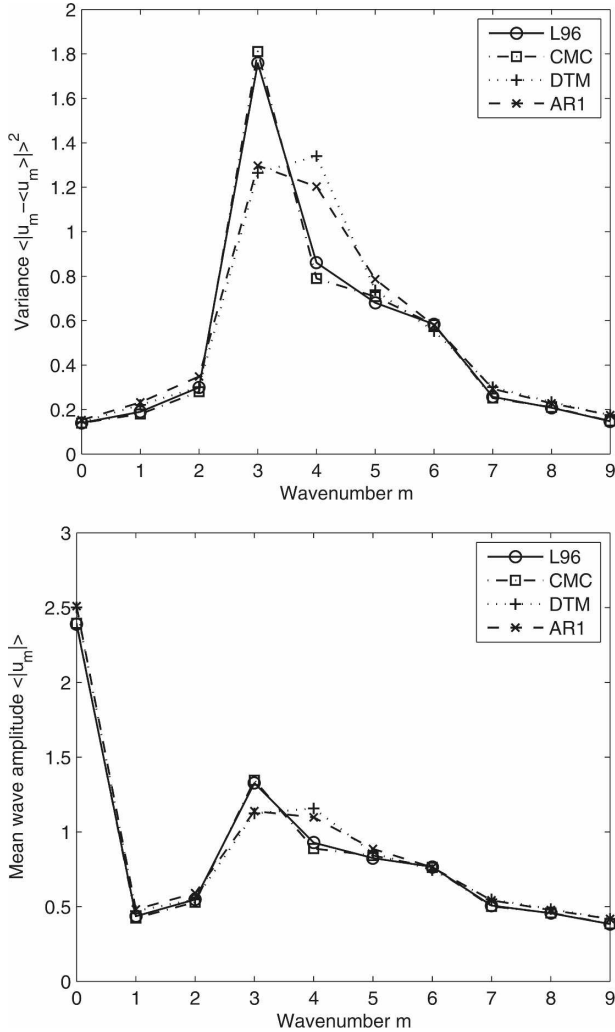 2
1.8
1.6
1.4
1.2
1
0.8
0.6
0.4
0.2
0
Variance <|u_m−<u_m>|>^2
L96
CMC
DTM
AR1
0 1 2 3 4 5 6 7 8 9
Wavenumber m
3
2.5
2
1.5
1
0.5
0
Mean wave amplitude <|u_m|>
L96
CMC
DTM
AR1
0 1 2 3 4 5 6 7 8 9
Wavenumber m